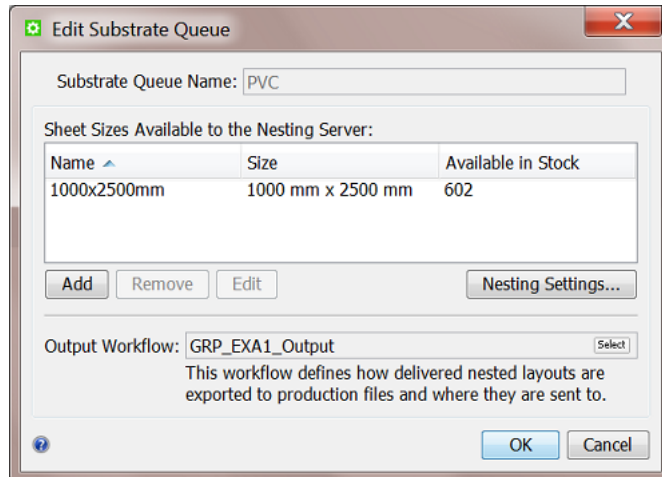 Edit Substrate Queue
Substrate Queue Name: PVC
Sheet Sizes Available to the Nesting Server:
Name Size Available in Stock
1000x2500mm 1000 mm x 2500 mm 602
Add Remove Edit Nesting Settings...
Output Workflow: GRP_EXA1_Output Select
This workflow defines how delivered nested layouts are
exported to production files and where they are sent to.
OK Cancel